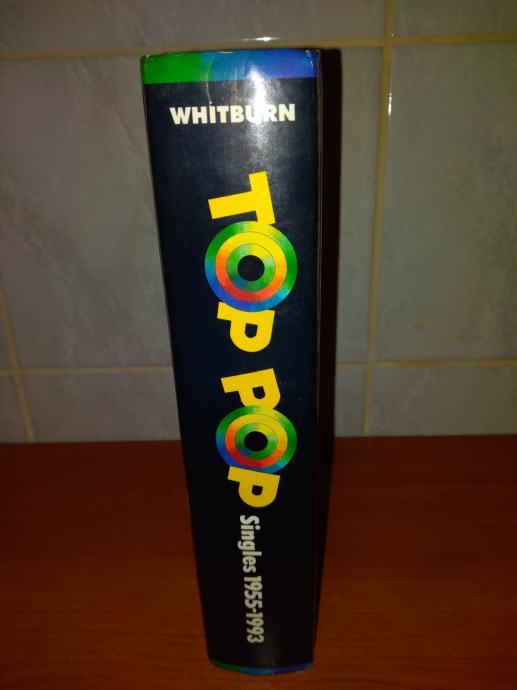 WHITBURN
TOP POP
Singles 1955-1993